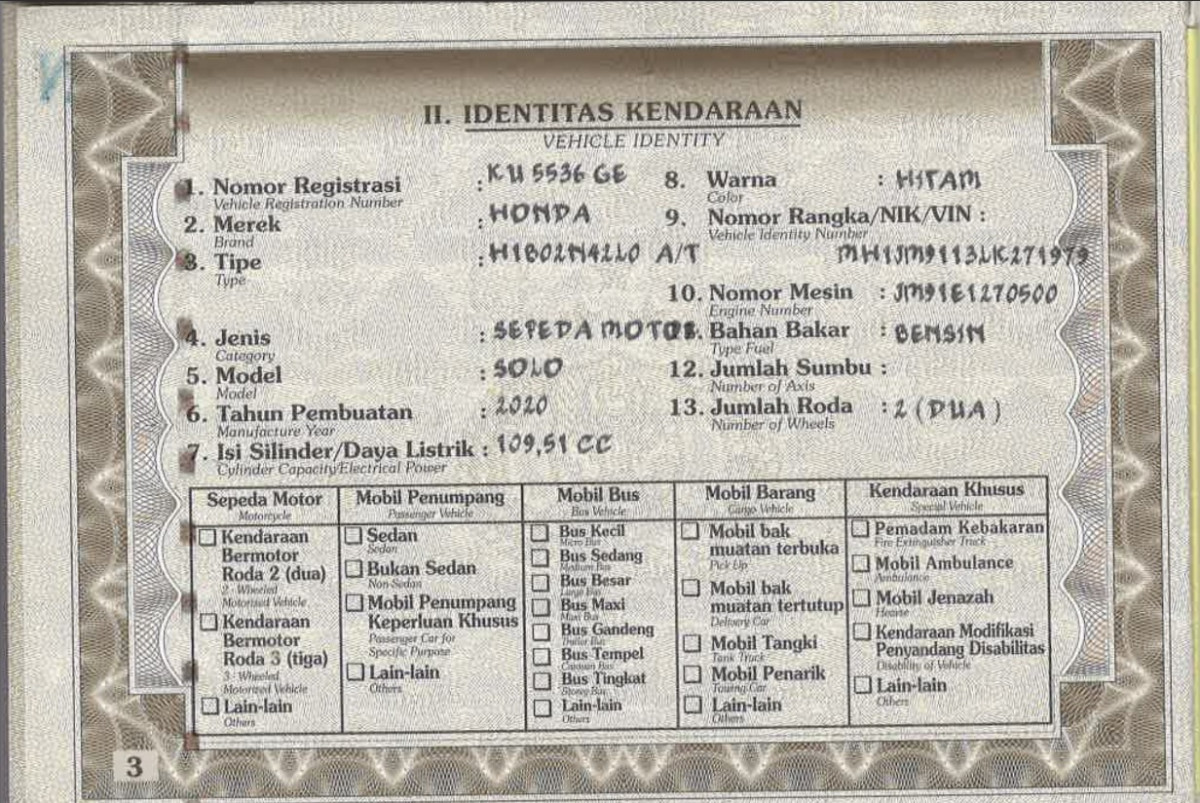 II. IDENTITAS KENDARAAN
VEHICLE IDENTITY
1. Nomor Registrasi : KU 5536 GE
Vehicle Registration Number
2. Merek : HONDA
Brand
3. Tipe : H1B02N42L0 A/T
Type
4. Jenis : SEPEDA MOTOR
Category
5. Model : SOLO
Model
6. Tahun Pembuatan : 2020
Manufacture Year
7. Isi Silinder/Daya Listrik : 109,51 CC
Cylinder Capacity/Electrical Power
8. Warna : HITAM
Color
9. Nomor Rangka/NIK/VIN :
Vehicle Identity Number
MH1JM9113LK271979
10. Nomor Mesin : JM91E1270500
Engine Number
Bahan Bakar : BENSIN
Type Fuel
12. Jumlah Sumbu :
Number of Axis
13. Jumlah Roda : 2 (DUA)
Number of Wheels
Sepeda Motor
Motorcycle
Kendaraan
Bermotor
Roda 2 (dua)
2 - Wheeled
Motorized Vehicle
Kendaraan
Bermotor
Roda 3 (tiga)
3 - Wheeled
Motorized Vehicle
Lain-lain
Others
Mobil Penumpang
Passenger Vehicle
Sedan
Sedan
Bukan Sedan
Non-Sedan
Mobil Penumpang
Keperluan Khusus
Passenger Car for
Specific Purpose
Lain-lain
Others
Mobil Bus
Bus Vehicle
Bus Kecil
Micro Bus
Bus Sedang
Medium Bus
Bus Besar
Large Bus
Bus Maxi
Maxi Bus
Bus Gandeng
Bus Tempel
Bus Tingkat
Lain-lain
Others
Mobil Barang
Cargo Vehicle
Mobil bak
muatan terbuka
Pick Up
Mobil bak
muatan tertutup
Delivery Car
Mobil Tangki
Tank Truck
Mobil Penarik
Towing Car
Lain-lain
Others
Kendaraan Khusus
Special Vehicle
Pemadam Kebakaran
Fire Extinguisher Truck
Mobil Ambulance
Ambulance
Mobil Jenazah
Hearse
Kendaraan Modifikasi
Penyandang Disabilitas
Disability of Vehicle
Lain-lain
Others
3